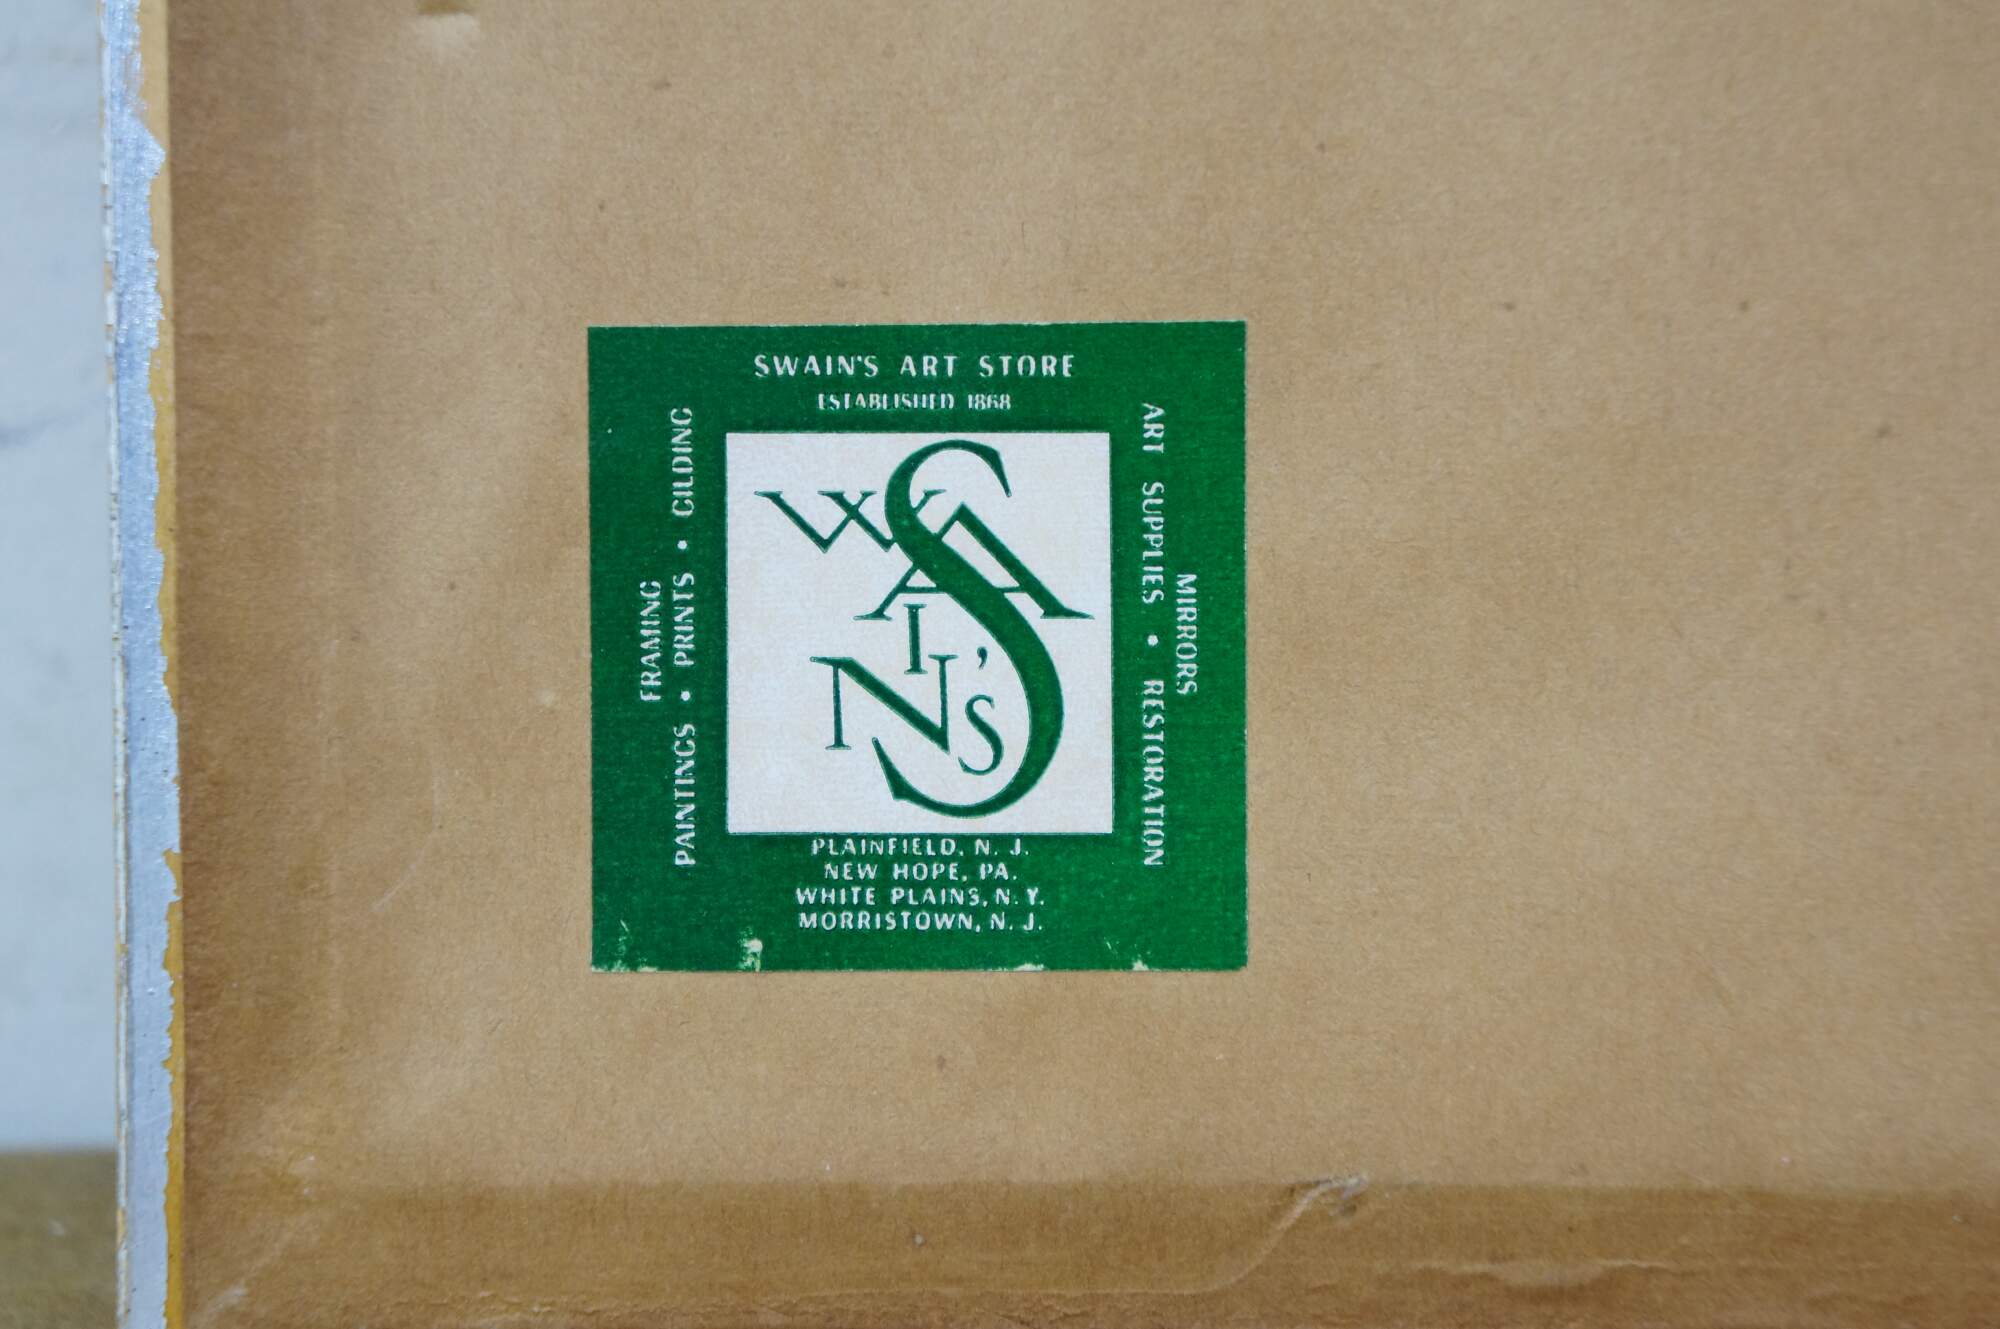 SWAIN'S ART STORE
ESTABLISHED 1868
FRAMING
PAINTINGS • PRINTS • GILDING
SWAIN'S
MIRRORS
ART SUPPLIES • RESTORATION
PLAINFIELD, N. J.
NEW HOPE, PA.
WHITE PLAINS, N. Y.
MORRISTOWN, N. J.